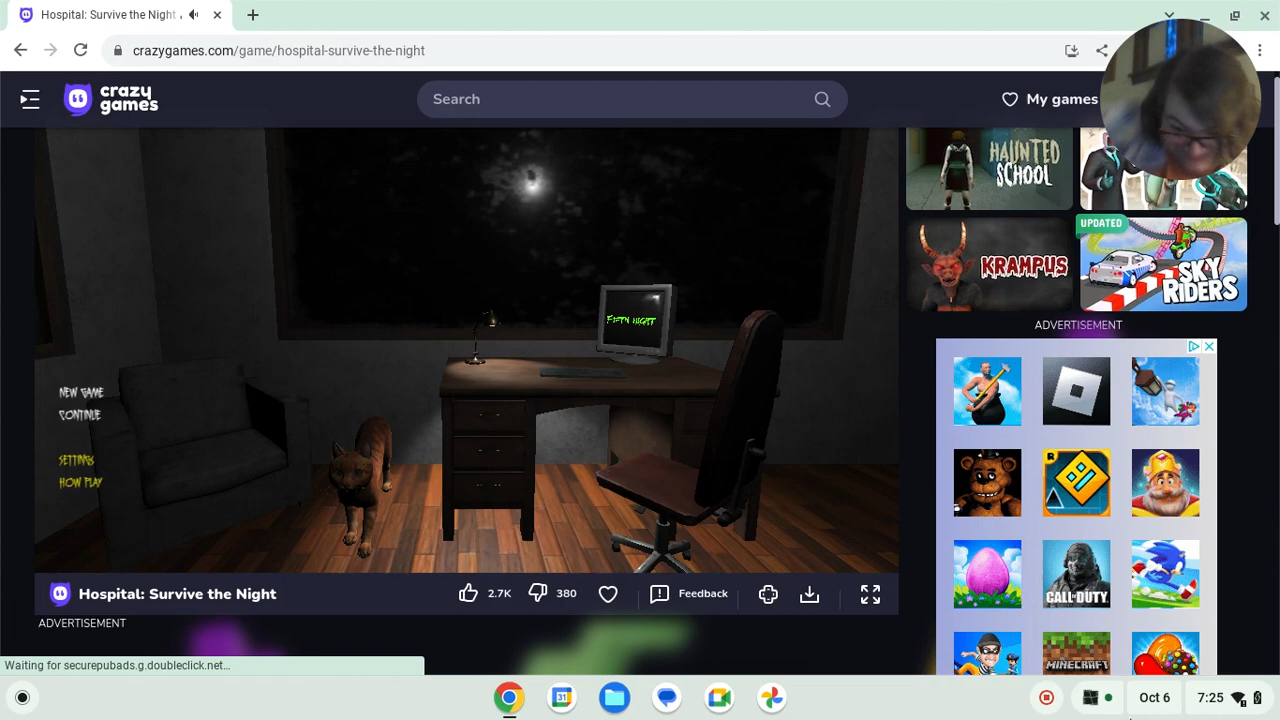 Hospital: Survive the Night
crazygames.com/game/hospital-survive-the-night
crazy
games
Search
My games
HAUNTED
SCHOOL
KRAMPUS
UPDATED
SKY
RIDERS
FIFTH NIGHT
NEW GAME
CONTINUE
SETTINGS
HOW PLAY
ADVERTISEMENT
R
CALL OF DUTY
MINECRAFT
Hospital: Survive the Night
2.7K
380
Feedback
ADVERTISEMENT
Waiting for securepubads.g.doubleclick.net...
31
Oct 6
7:25